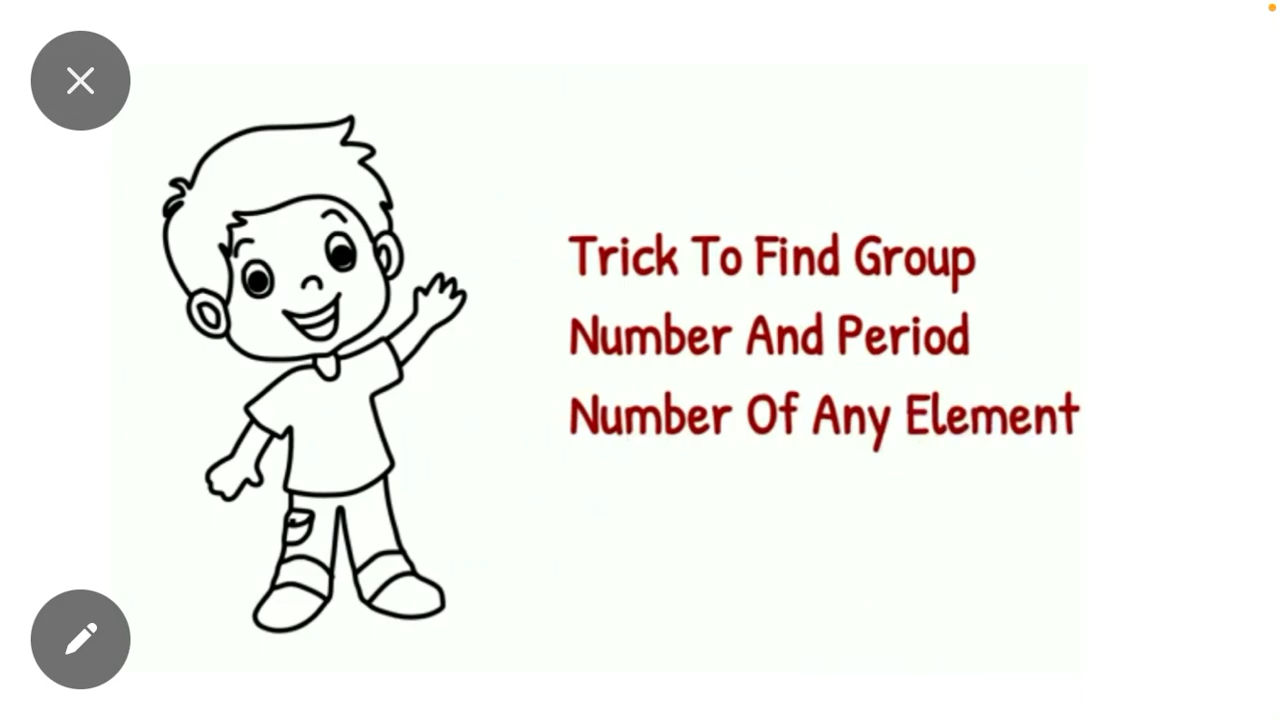 Trick To Find Group
Number And Period
Number Of Any Element